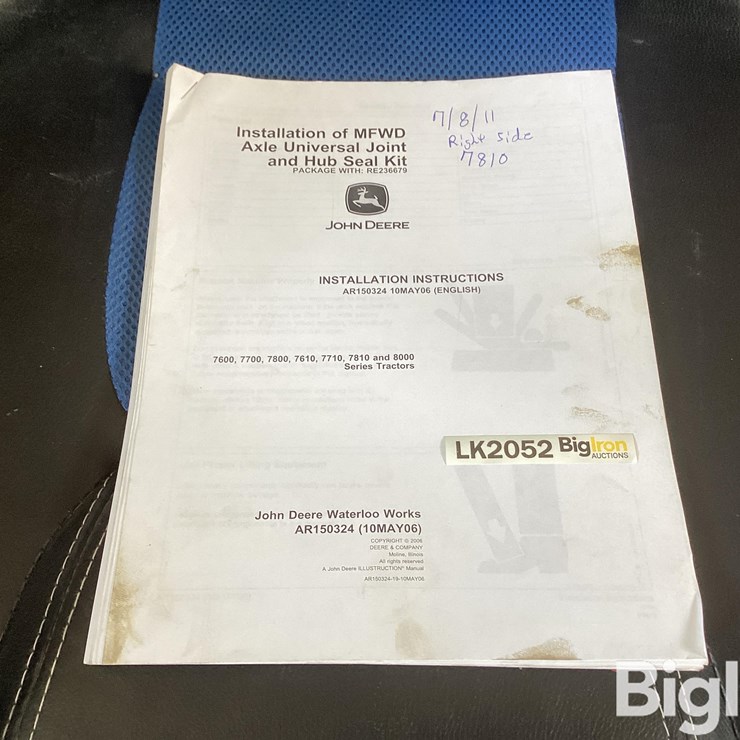 Installation of MFWD
Axle Universal Joint
and Hub Seal Kit
PACKAGE WITH: RE236679
JOHN DEERE
7/8/11
Right side
7810
INSTALLATION INSTRUCTIONS
AR150324 10MAY06 (ENGLISH)
7600, 7700, 7800, 7610, 7710, 7810 and 8000
Series Tractors
LK2052 BigIron
AUCTIONS
John Deere Waterloo Works
AR150324 (10MAY06)
COPYRIGHT © 2006
DEERE & COMPANY
Moline, Illinois
All rights reserved
A John Deere ILLUSTRUCTION® Manual
AR150324-19-10MAY06
BigI